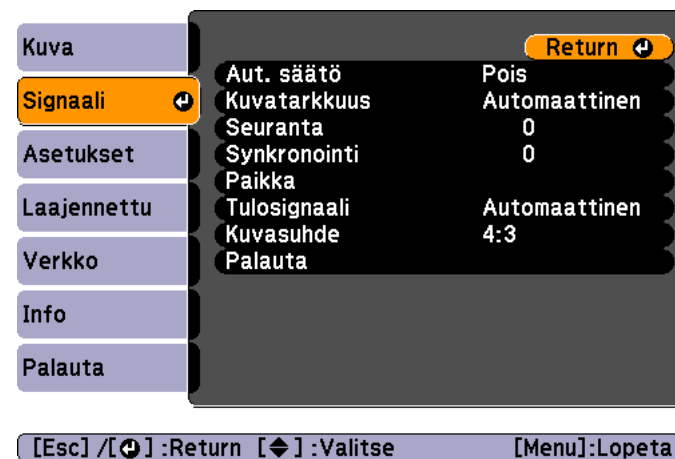 Kuva
Signaali
Asetukset
Laajennettu
Verkko
Info
Palauta
Return
Aut. säätö Pois
Kuvatarkkuus Automaattinen
Seuranta 0
Synkronointi 0
Paikka
Tulosignaali Automaattinen
Kuvasuhde 4:3
Palauta
[Esc] /[ ] :Return [ ] :Valitse [Menu]:Lopeta